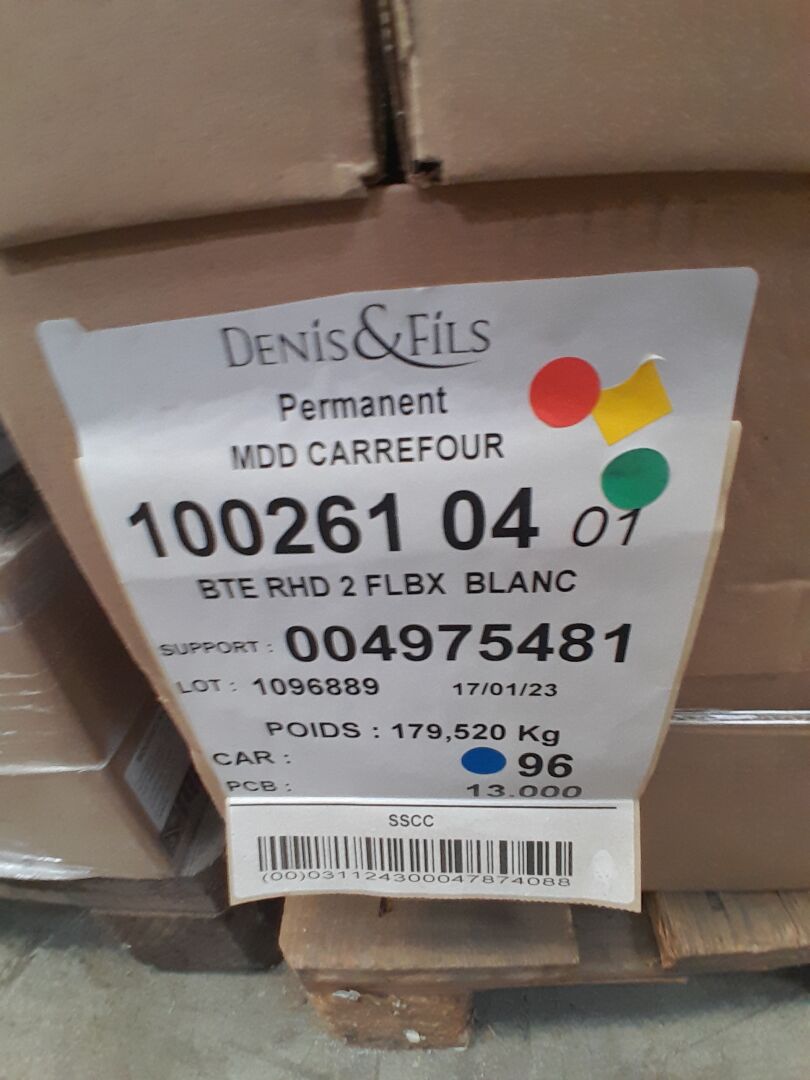 DENIS & FILS
Permanent
MDD CARREFOUR
100261 04 01
BTE RHD 2 FLBX BLANC
SUPPORT : 004975481
LOT : 1096889 17/01/23
POIDS : 179,520 Kg
CAR : 96
PCB : 13.000
SSCC
(00)031124300047874088